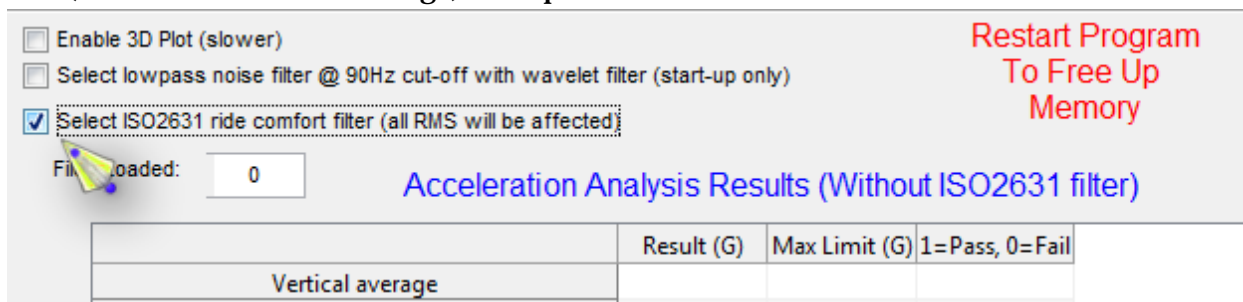 Enable 3D Plot (slower)
Restart Program
To Free Up
Memory
Select lowpass noise filter @ 90Hz cut-off with wavelet filter (start-up only)
Select ISO2631 ride comfort filter (all RMS will be affected)
loaded: 0
Acceleration Analysis Results (Without ISO2631 filter)
Result (G) Max Limit (G) 1=Pass, 0=Fail
Vertical average